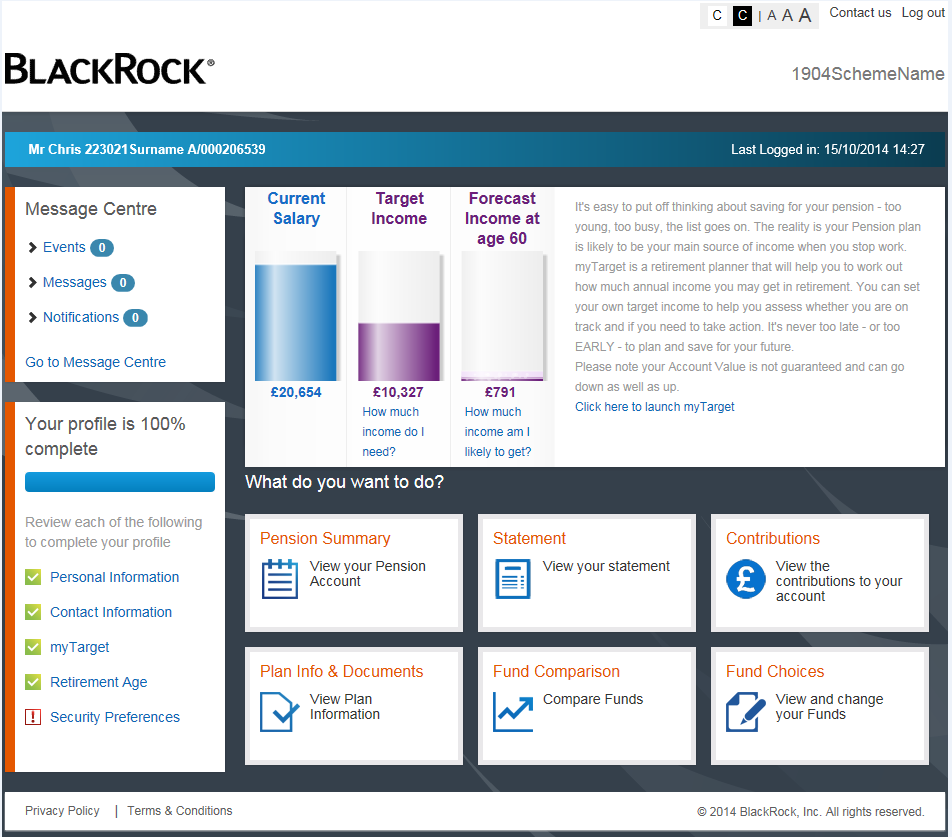 C C | A A A Contact us Log out
BLACKROCK®
1904SchemeName
Mr Chris 223021Surname A/000206539
Last Logged in: 15/10/2014 14:27
Message Centre
Events 0
Messages 0
Notifications 0
Go to Message Centre
Your profile is 100%
complete
Review each of the following
to complete your profile
Personal Information
Contact Information
myTarget
Retirement Age
! Security Preferences
Current
Salary
£20,654
Target
Income
£10,327
How much
income do I
need?
Forecast
Income at
age 60
£791
How much
income am I
likely to get?
It's easy to put off thinking about saving for your pension - too
young, too busy, the list goes on. The reality is your Pension plan
is likely to be your main source of income when you stop work.
myTarget is a retirement planner that will help you to work out
how much annual income you may get in retirement. You can set
your own target income to help you assess whether you are on
track and if you need to take action. It's never too late - or too
EARLY - to plan and save for your future.
Please note your Account Value is not guaranteed and can go
down as well as up.
Click here to launch myTarget
What do you want to do?
Pension Summary
View your Pension
Account
Statement
View your statement
Contributions
£
View the
contributions to your
account
Plan Info & Documents
View Plan
Information
Fund Comparison
Compare Funds
Fund Choices
View and change
your Funds
Privacy Policy | Terms & Conditions
© 2014 BlackRock, Inc. All rights reserved.